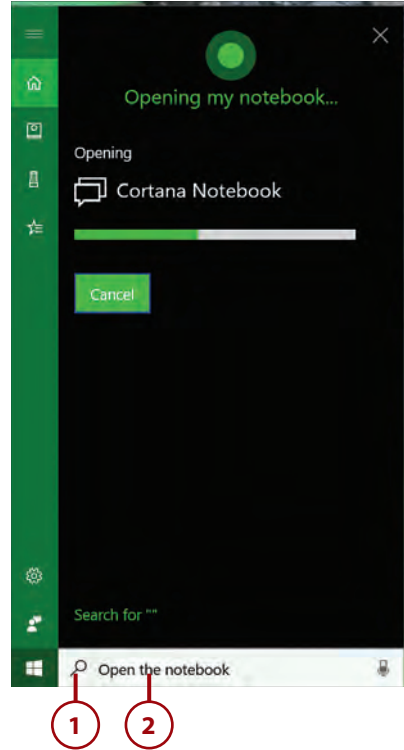 Opening my notebook...
Opening
Cortana Notebook
Cancel
Search for ""
Open the notebook
1 2